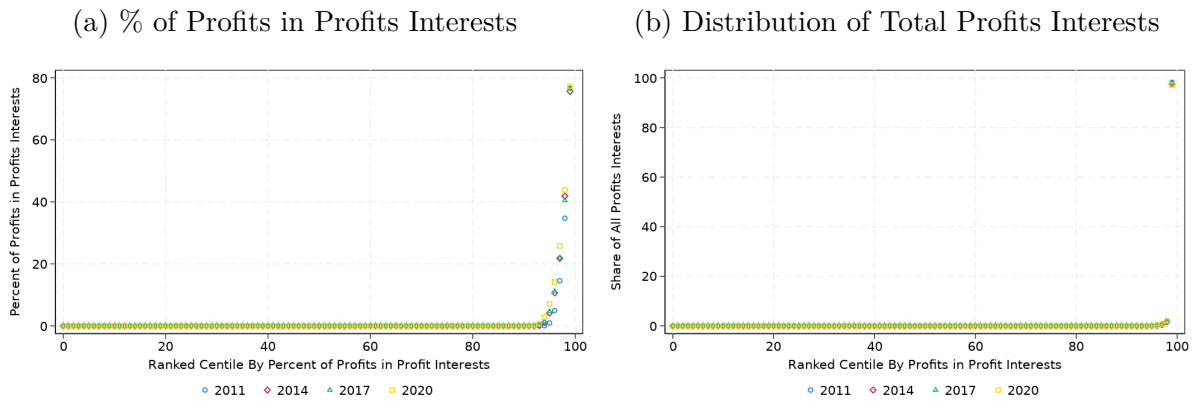 (a) % of Profits in Profits Interests
80
60
40
20
0
Percent of Profits in Profits Interests
0 20 40 60 80 100
Ranked Centile By Percent of Profits in Profit Interests
2011 2014 2017 2020
(b) Distribution of Total Profits Interests
100
80
60
40
20
0
Share of All Profits Interests
0 20 40 60 80 100
Ranked Centile By Profits in Profit Interests
2011 2014 2017 2020